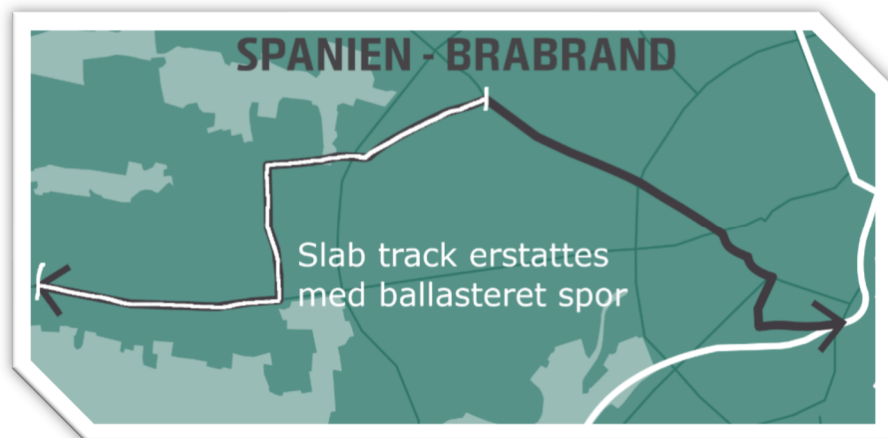 SPANIEN - BRABRAND
Slab track erstattes
med ballasteret spor